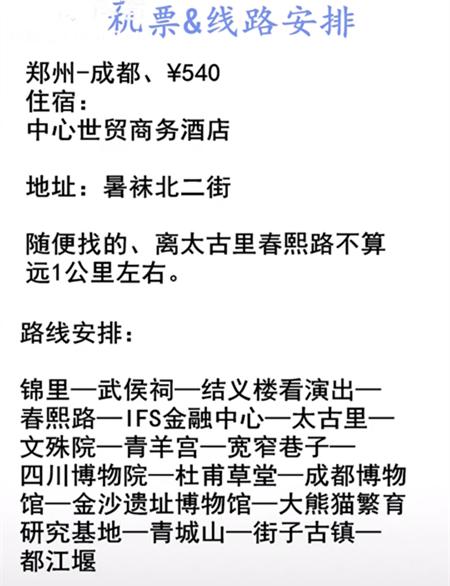 机票&线路安排
郑州-成都、¥540
住宿：
中心世贸商务酒店
地址：暑袜北二街
随便找的、离太古里春熙路不算
远1公里左右。
路线安排：
锦里—武侯祠—结义楼看演出—
春熙路—IFS金融中心—太古里—
文殊院—青羊宫—宽窄巷子—
四川博物院—杜甫草堂—成都博物
馆—金沙遗址博物馆—大熊猫繁育
研究基地—青城山—街子古镇—
都江堰